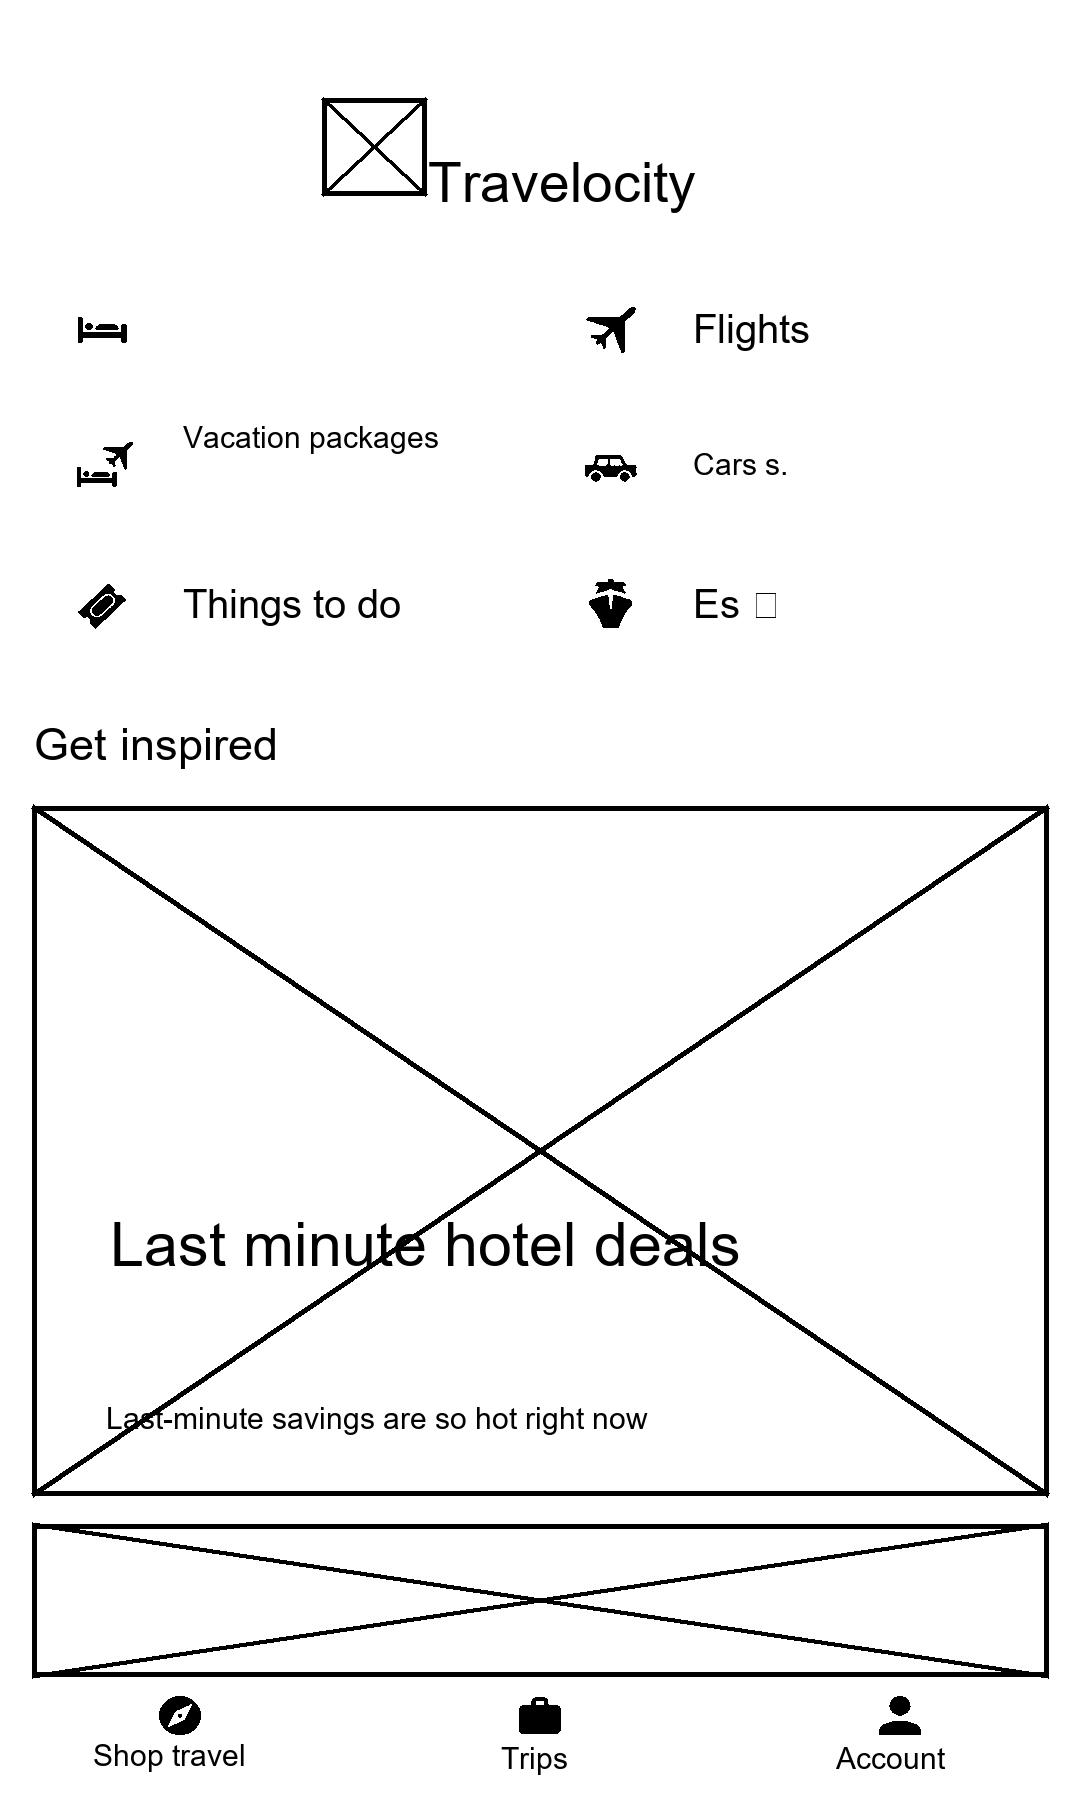 Travelocity
Flights
Vacation packages
Cars s.
Things to do
Es □
Get inspired
Last minute hotel deals
Last-minute savings are so hot right now
Shop travel
Trips
Account